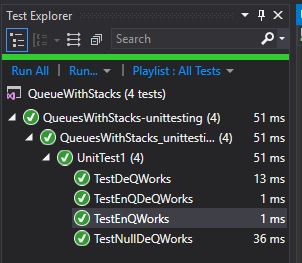 Test Explorer
Search
Run All | Run... | Playlist : All Tests
QueueWithStacks (4 tests)
QueuesWithStacks-unittesting (4) 51 ms
QueuesWithStacks_unittesti... (4) 51 ms
UnitTest1 (4) 51 ms
TestDeQWorks 13 ms
TestEnQDeQWorks 1 ms
TestEnQWorks 1 ms
TestNullDeQWorks 36 ms